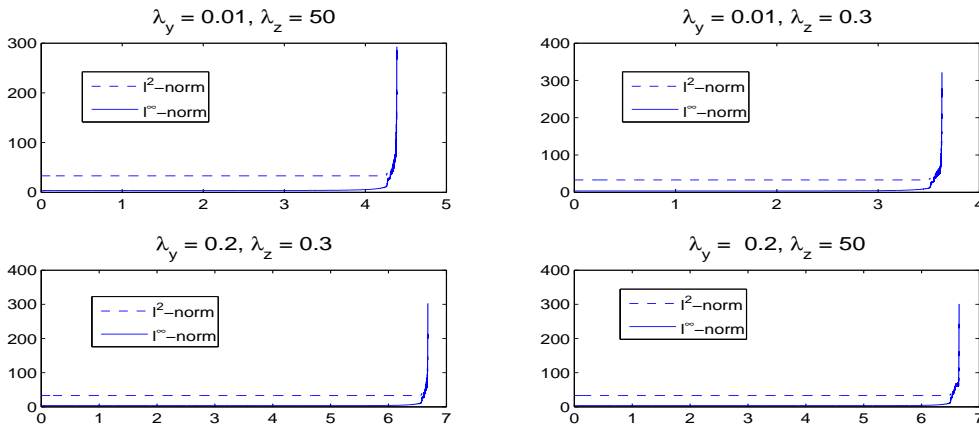 λy = 0.01, λz = 50
300
200
100
0
0 1 2 3 4 5
l²−norm
l∞−norm
λy = 0.01, λz = 0.3
400
300
200
100
0
0 1 2 3 4
l²−norm
l∞−norm
λy = 0.2, λz = 0.3
400
300
200
100
0
0 1 2 3 4 5 6 7
l²−norm
l∞−norm
λy = 0.2, λz = 50
400
300
200
100
0
0 1 2 3 4 5 6 7
l²−norm
l∞−norm